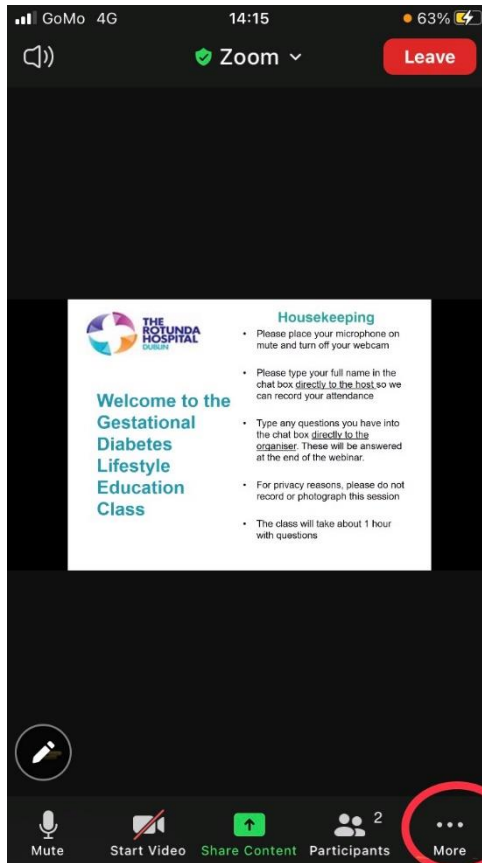 GoMo 4G 14:15 63%
Zoom Leave
THE
ROTUNDA
HOSPITAL
DUBLIN
Welcome to the
Gestational
Diabetes
Lifestyle
Education
Class
Housekeeping
• Please place your microphone on
mute and turn off your webcam
• Please type your full name in the
chat box directly to the host so we
can record your attendance
• Type any questions you have into
the chat box directly to the
organiser. These will be answered
at the end of the webinar.
• For privacy reasons, please do not
record or photograph this session
• The class will take about 1 hour
with questions
2
Mute Start Video Share Content Participants More